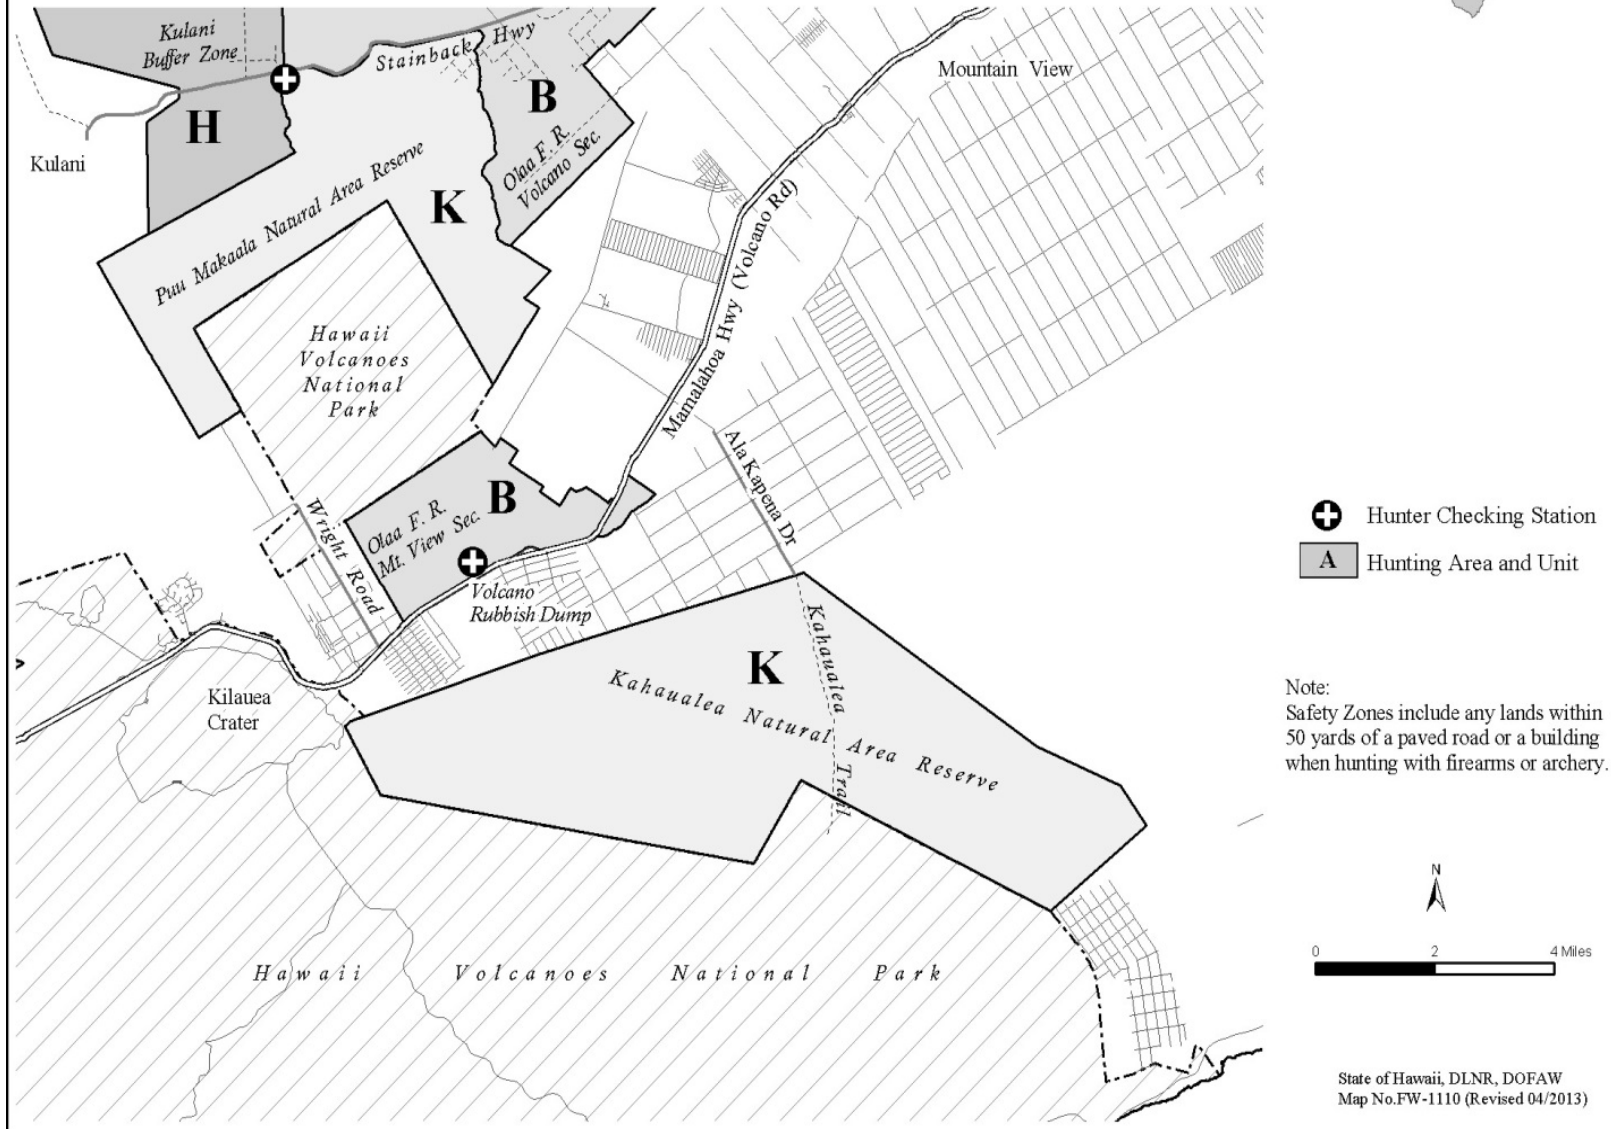 Kulani
Buffer Zone
Stainback Hwy
Mountain View
H
B
Olaa F. R.
Volcano Sec.
Kulani
Puu Makaala Natural Area Reserve
K
Mamalahoa Hwy (Volcano Rd)
Hawaii
Volcanoes
National
Park
Ala Kapena Dr
Wright Road
Olaa F. R.
Mt. View Sec.
B
Volcano
Rubbish Dump
Kilauea
Crater
K
Kahaualea Natural Area Reserve
Kahaualea Trail
Hawaii Volcanoes National Park
Hunter Checking Station
A Hunting Area and Unit
Note:
Safety Zones include any lands within
50 yards of a paved road or a building
when hunting with firearms or archery.
N
0 2 4 Miles
State of Hawaii, DLNR, DOFAW
Map No.FW-1110 (Revised 04/2013)